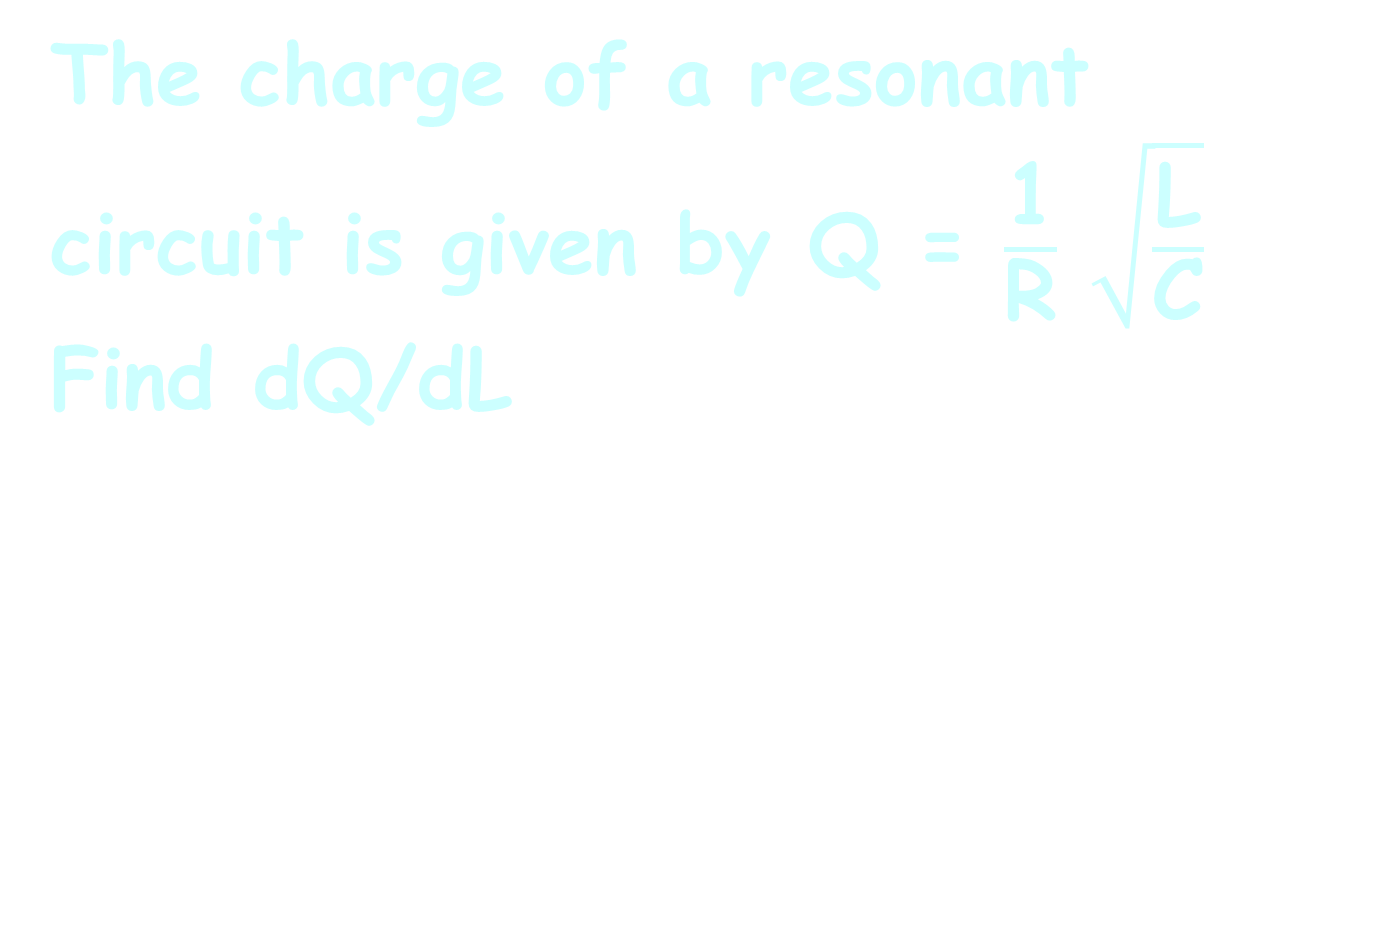 The charge of a resonant
circuit is given by Q = 1/R √(L/C)
Find dQ/dL